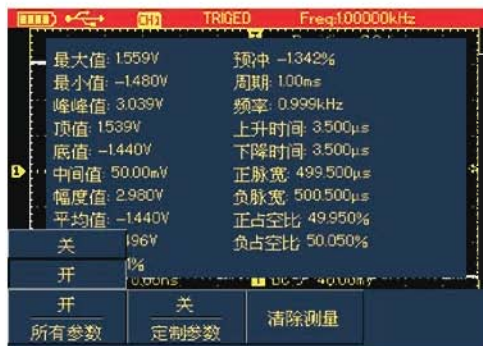 CH1 TRIGED Freq:1.00000kHz
最大值: 1.559V 预冲 -1.342%
最小值: -1.480V 周期: 1.00ms
峰峰值: 3.039V 频率: 0.999kHz
顶值: 1.539V 上升时间: 3.500μs
底值: -1.440V 下降时间: 3.500μs
中间值: 50.00mV 正脉宽: 499.500μs
幅度值: 2.980V 负脉宽: 500.500μs
平均值: -1.440V 正占空比: 49.950%
496V 负占空比: 50.050%
关
开
开 关 清除测量
所有参数 定制参数